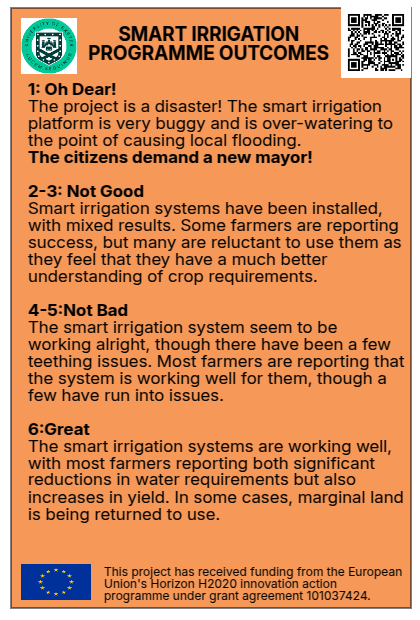 SMART IRRIGATION
PROGRAMME OUTCOMES
1: Oh Dear!
The project is a disaster! The smart irrigation
platform is very buggy and is over-watering to
the point of causing local flooding.
The citizens demand a new mayor!
2-3: Not Good
Smart irrigation systems have been installed,
with mixed results. Some farmers are reporting
success, but many are reluctant to use them as
they feel that they have a much better
understanding of crop requirements.
4-5:Not Bad
The smart irrigation system seem to be
working alright, though there have been a few
teething issues. Most farmers are reporting that
the system is working well for them, though a
few have run into issues.
6:Great
The smart irrigation systems are working well,
with most farmers reporting both significant
reductions in water requirements but also
increases in yield. In some cases, marginal land
is being returned to use.
This project has received funding from the European
Union's Horizon H2020 innovation action
programme under grant agreement 101037424.